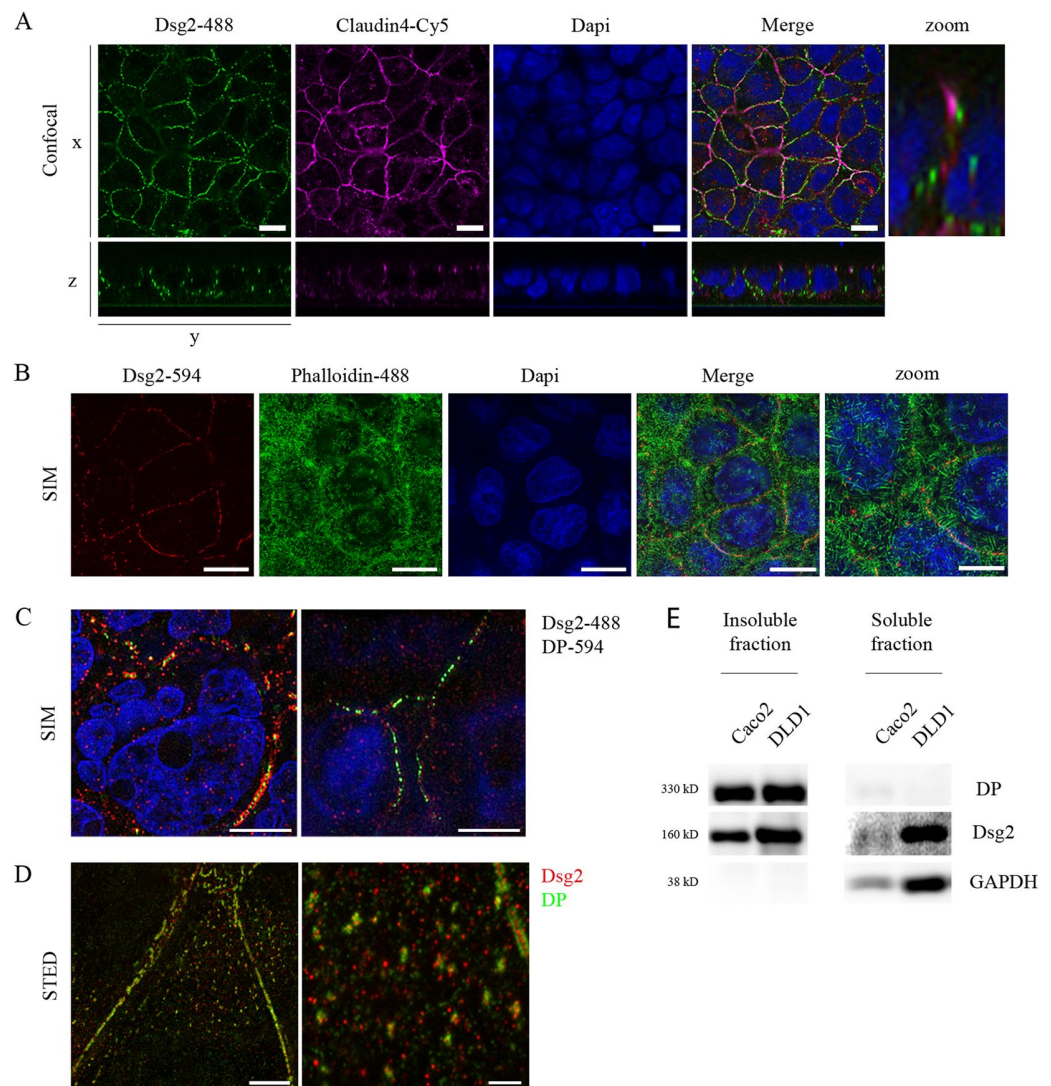 A
Dsg2-488 Claudin4-Cy5 Dapi Merge zoom
Confocal
x
z
y
B
Dsg2-594 Phalloidin-488 Dapi Merge zoom
SIM
C
Dsg2-488
DP-594
SIM
D
Dsg2
DP
STED
E
Insoluble fraction
Soluble fraction
Caco2 DLD1 Caco2 DLD1
330 kD DP
160 kD Dsg2
38 kD GAPDH